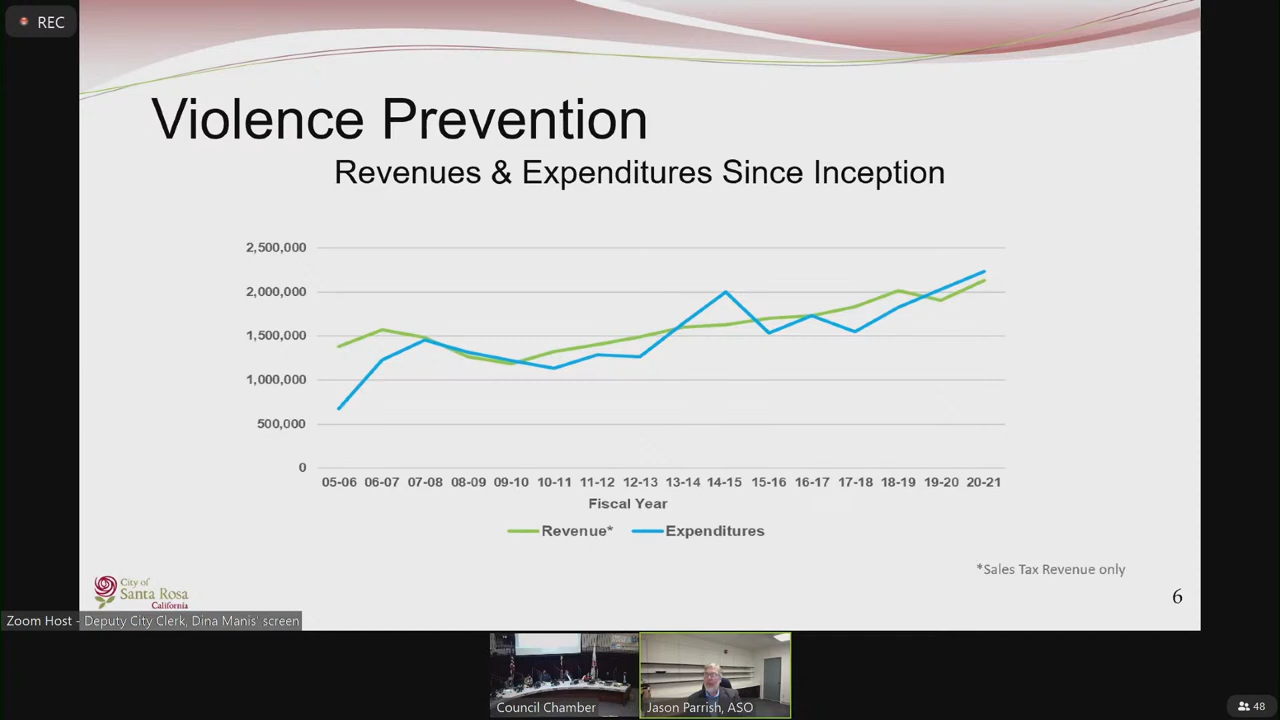 REC
Violence Prevention
Revenues & Expenditures Since Inception
2,500,000
2,000,000
1,500,000
1,000,000
500,000
0
05-06 06-07 07-08 08-09 09-10 10-11 11-12 12-13 13-14 14-15 15-16 16-17 17-18 18-19 19-20 20-21
Fiscal Year
Revenue* Expenditures
*Sales Tax Revenue only
City of
Santa Rosa
California
6
Zoom Host - Deputy City Clerk, Dina Manis' screen
Council Chamber
Jason Parrish, ASO
48